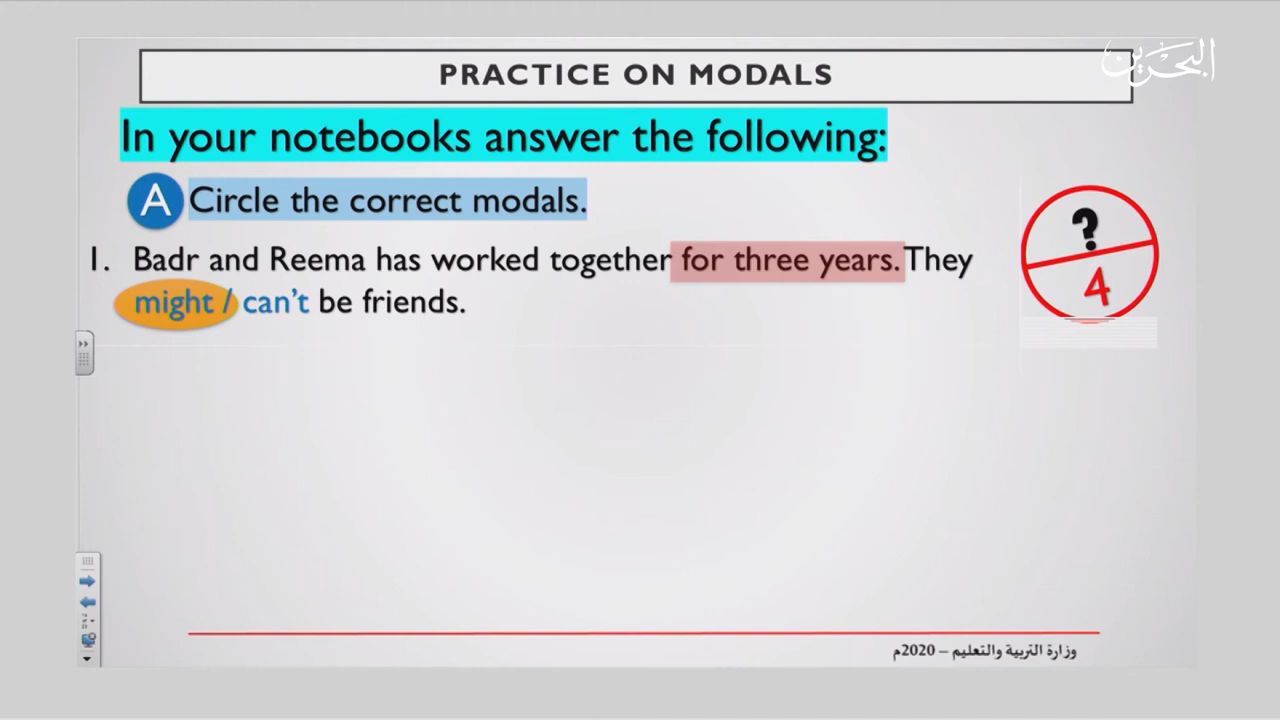 البحرين
PRACTICE ON MODALS
In your notebooks answer the following:
A Circle the correct modals.
1. Badr and Reema has worked together for three years. They
might / can't be friends.
?
4
وزارة التربية والتعليم – 2020م